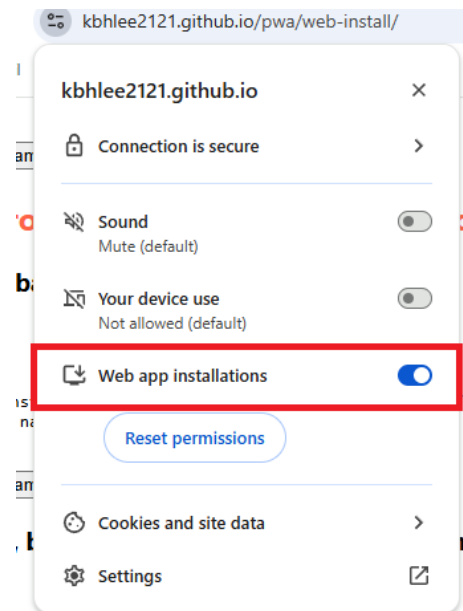 kbhlee2121.github.io/pwa/web-install/
kbhlee2121.github.io
Connection is secure
Sound
Mute (default)
Your device use
Not allowed (default)
Web app installations
Reset permissions
Cookies and site data
Settings